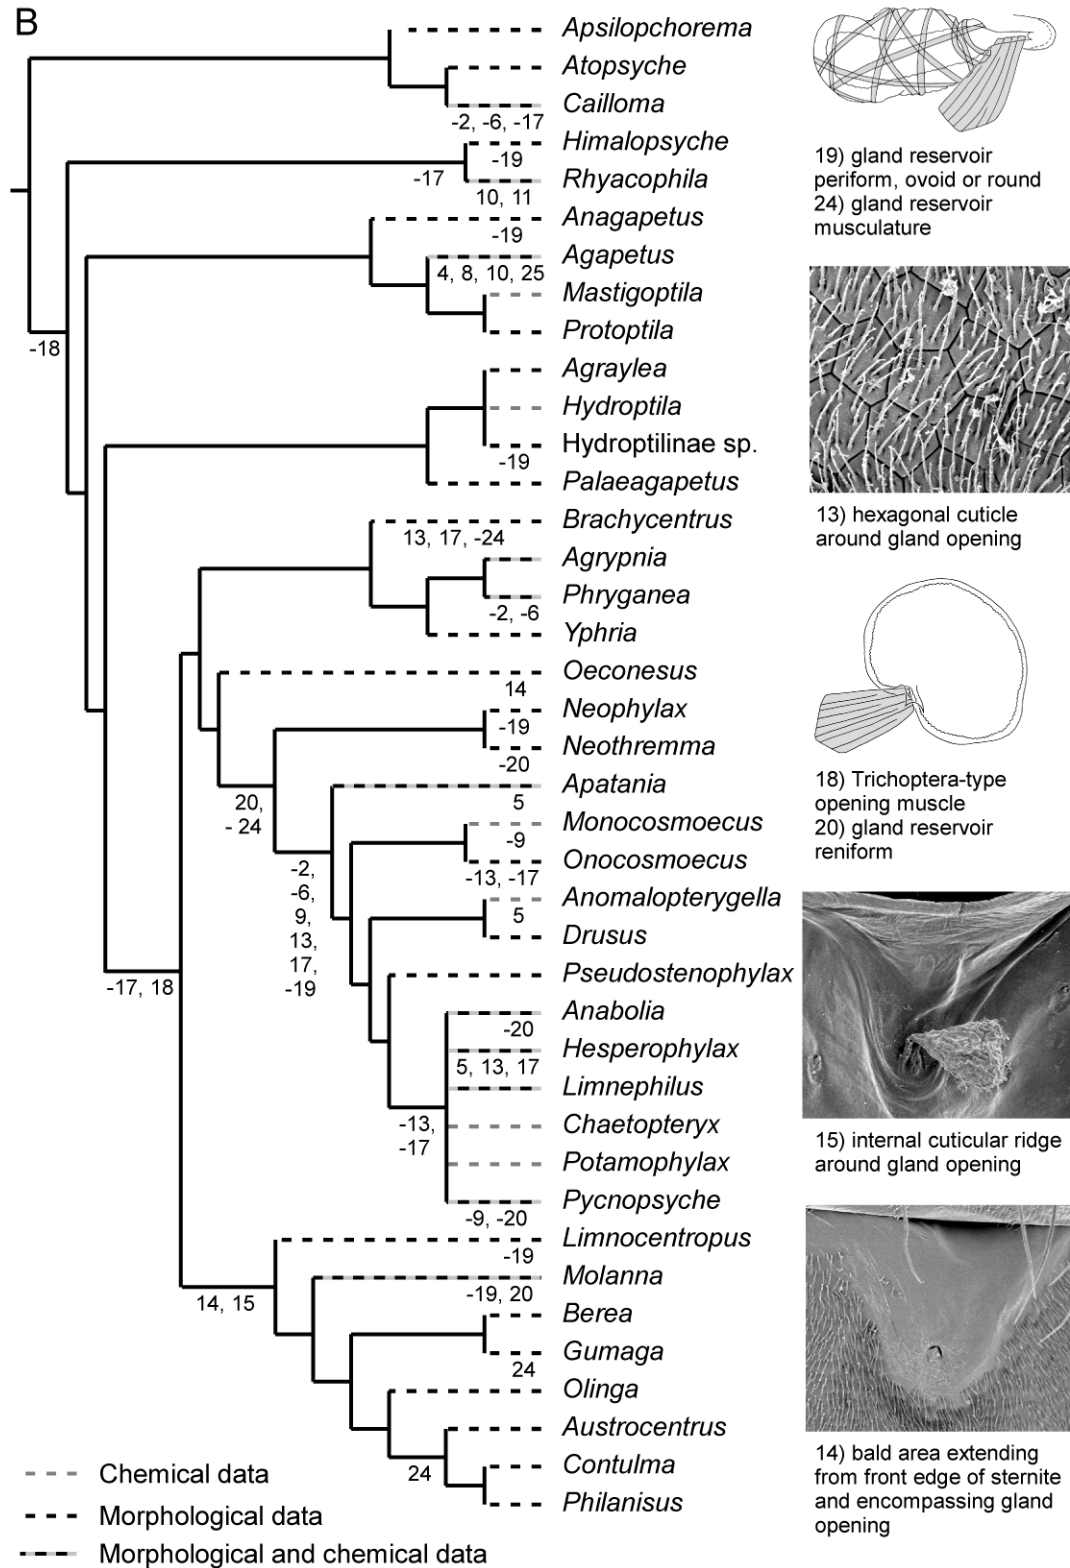 B
Apsilopchorema
Atopsyche
Cailloma
-2, -6, -17
Himalopsyche
-19
-17
Rhyacophila
10, 11
Anagapetus
-19
Agapetus
4, 8, 10, 25
Mastigoptila
Protoptila
-18
Agraylea
Hydroptila
Hydroptilinae sp.
-19
Palaeagapetus
Brachycentrus
13, 17, -24
Agrypnia
Phryganea
-2, -6
Yphria
Oeconesus
14
Neophylax
-19
Neothremma
-20
Apatania
20,
- 24
5
Monocosmoecus
-9
Onocosmoecus
-2,
-6,
9,
13,
17,
-19
-13, -17
Anomalopterygella
5
Drusus
Pseudostenophylax
-17, 18
Anabolia
-20
Hesperophylax
5, 13, 17
Limnephilus
-13,
-17
Chaetopteryx
Potamophylax
Pycnopsyche
-9, -20
Limnocentropus
-19
Molanna
14, 15
-19, 20
Berea
Gumaga
24
Olinga
Austrocentrus
24
Contulma
Philanisus
Chemical data
Morphological data
Morphological and chemical data
19) gland reservoir
periform, ovoid or round
24) gland reservoir
musculature
13) hexagonal cuticle
around gland opening
18) Trichoptera-type
opening muscle
20) gland reservoir
reniform
15) internal cuticular ridge
around gland opening
14) bald area extending
from front edge of sternite
and encompassing gland
opening